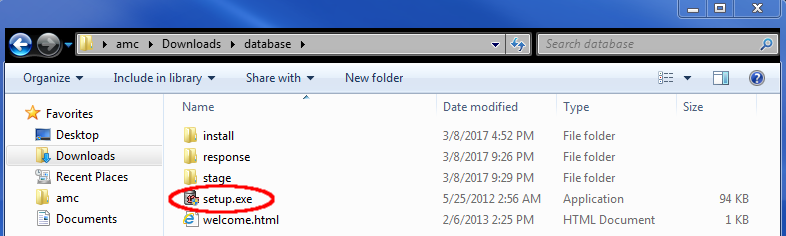 amc Downloads database Search database
Organize Include in library Share with New folder
Name Date modified Type Size
Favorites
Desktop
Downloads
Recent Places
amc
Documents
install 3/8/2017 4:52 PM File folder
response 3/8/2017 9:26 PM File folder
stage 3/8/2017 9:29 PM File folder
setup.exe 5/25/2012 2:56 AM Application 94 KB
welcome.html 2/6/2013 2:25 PM HTML Document 1 KB